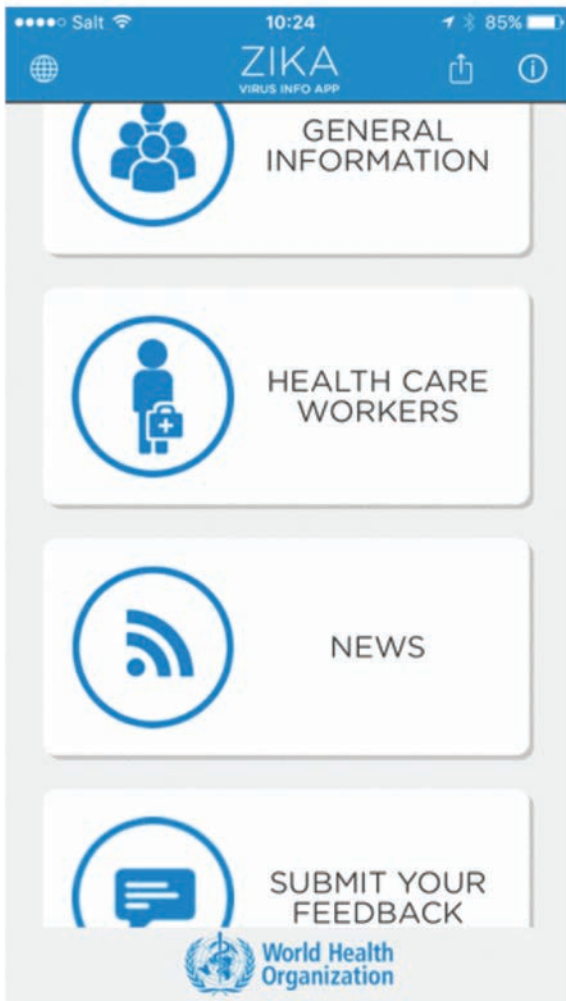 Salt 10:24 85%
ZIKA
VIRUS INFO APP
GENERAL
INFORMATION
HEALTH CARE
WORKERS
NEWS
SUBMIT YOUR
FEEDBACK
World Health
Organization